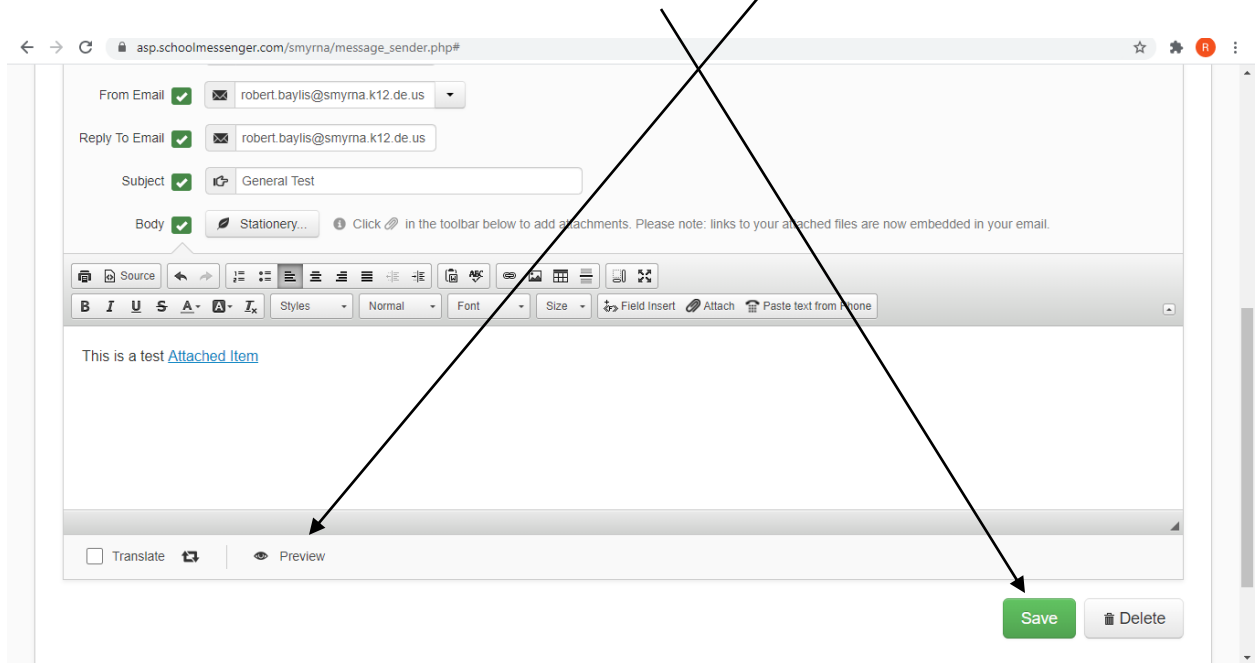 asp.schoolmessenger.com/smyrna/message_sender.php#
R
From Email robert.baylis@smyrna.k12.de.us
Reply To Email robert.baylis@smyrna.k12.de.us
Subject General Test
Body Stationery... Click in the toolbar below to add attachments. Please note: links to your attached files are now embedded in your email.
Source ABC
B I U S A A Ix Styles Normal Font Size Field Insert Attach Paste text from Phone
This is a test Attached Item
Translate Preview
Save Delete